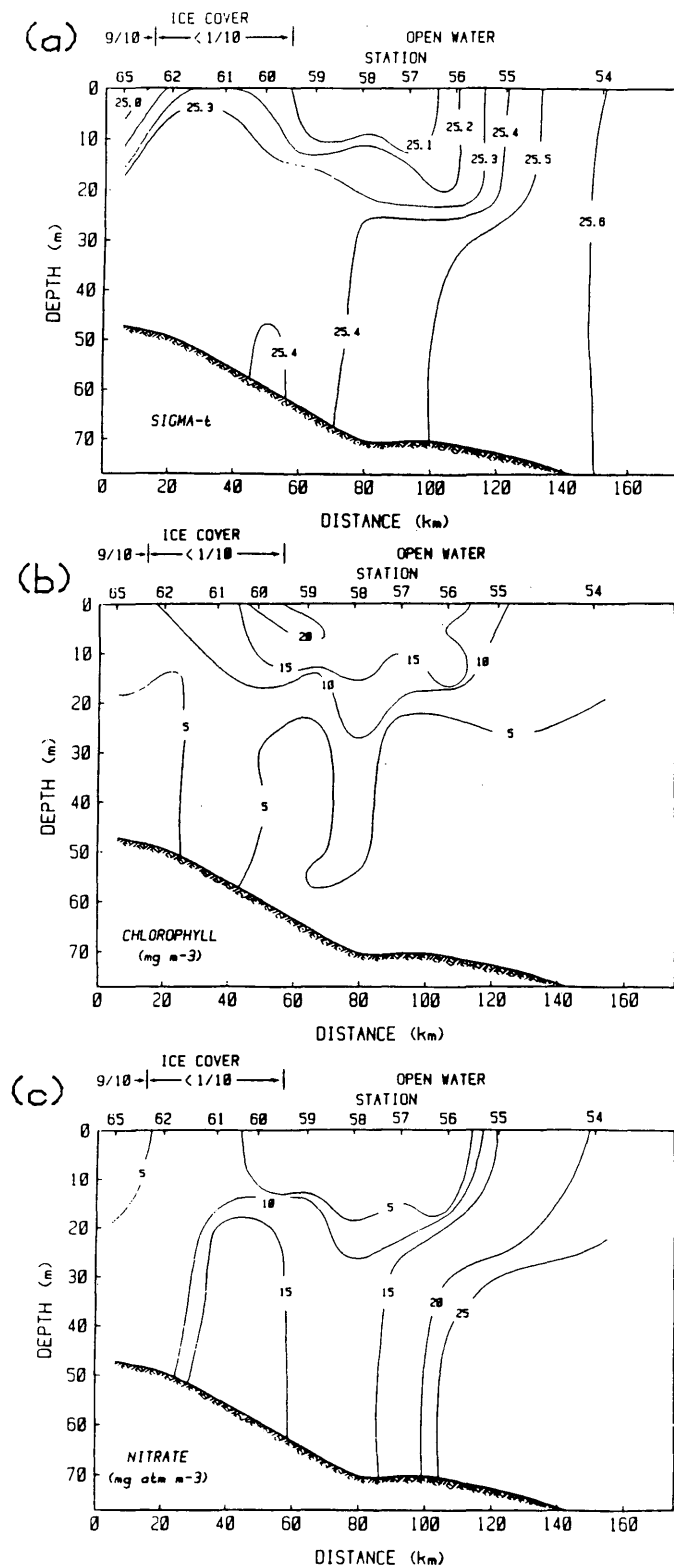 (a)
ICE COVER
9/10 < 1/10 OPEN WATER
STATION
65 62 61 60 59 58 57 56 55 54
0
10
20
30
40
50
60
70
DEPTH (m)
25.0
25.3
25.1
25.2
25.3
25.4
25.5
25.6
25.4
25.4
SIGMA-t
0 20 40 60 80 100 120 140 160
DISTANCE (km)
(b)
ICE COVER
9/10 < 1/10 OPEN WATER
STATION
65 62 61 60 59 58 57 56 55 54
0
10
20
30
40
50
60
70
DEPTH (m)
20
15
10
15
10
5
5
5
CHLOROPHYLL
(mg m-3)
0 20 40 60 80 100 120 140 160
DISTANCE (km)
(c)
ICE COVER
9/10 < 1/10 OPEN WATER
STATION
65 62 61 60 59 58 57 56 55 54
0
10
20
30
40
50
60
70
DEPTH (m)
5
10
5
15
15
20
25
NITRATE
(mg atm m-3)
0 20 40 60 80 100 120 140 160
DISTANCE (km)